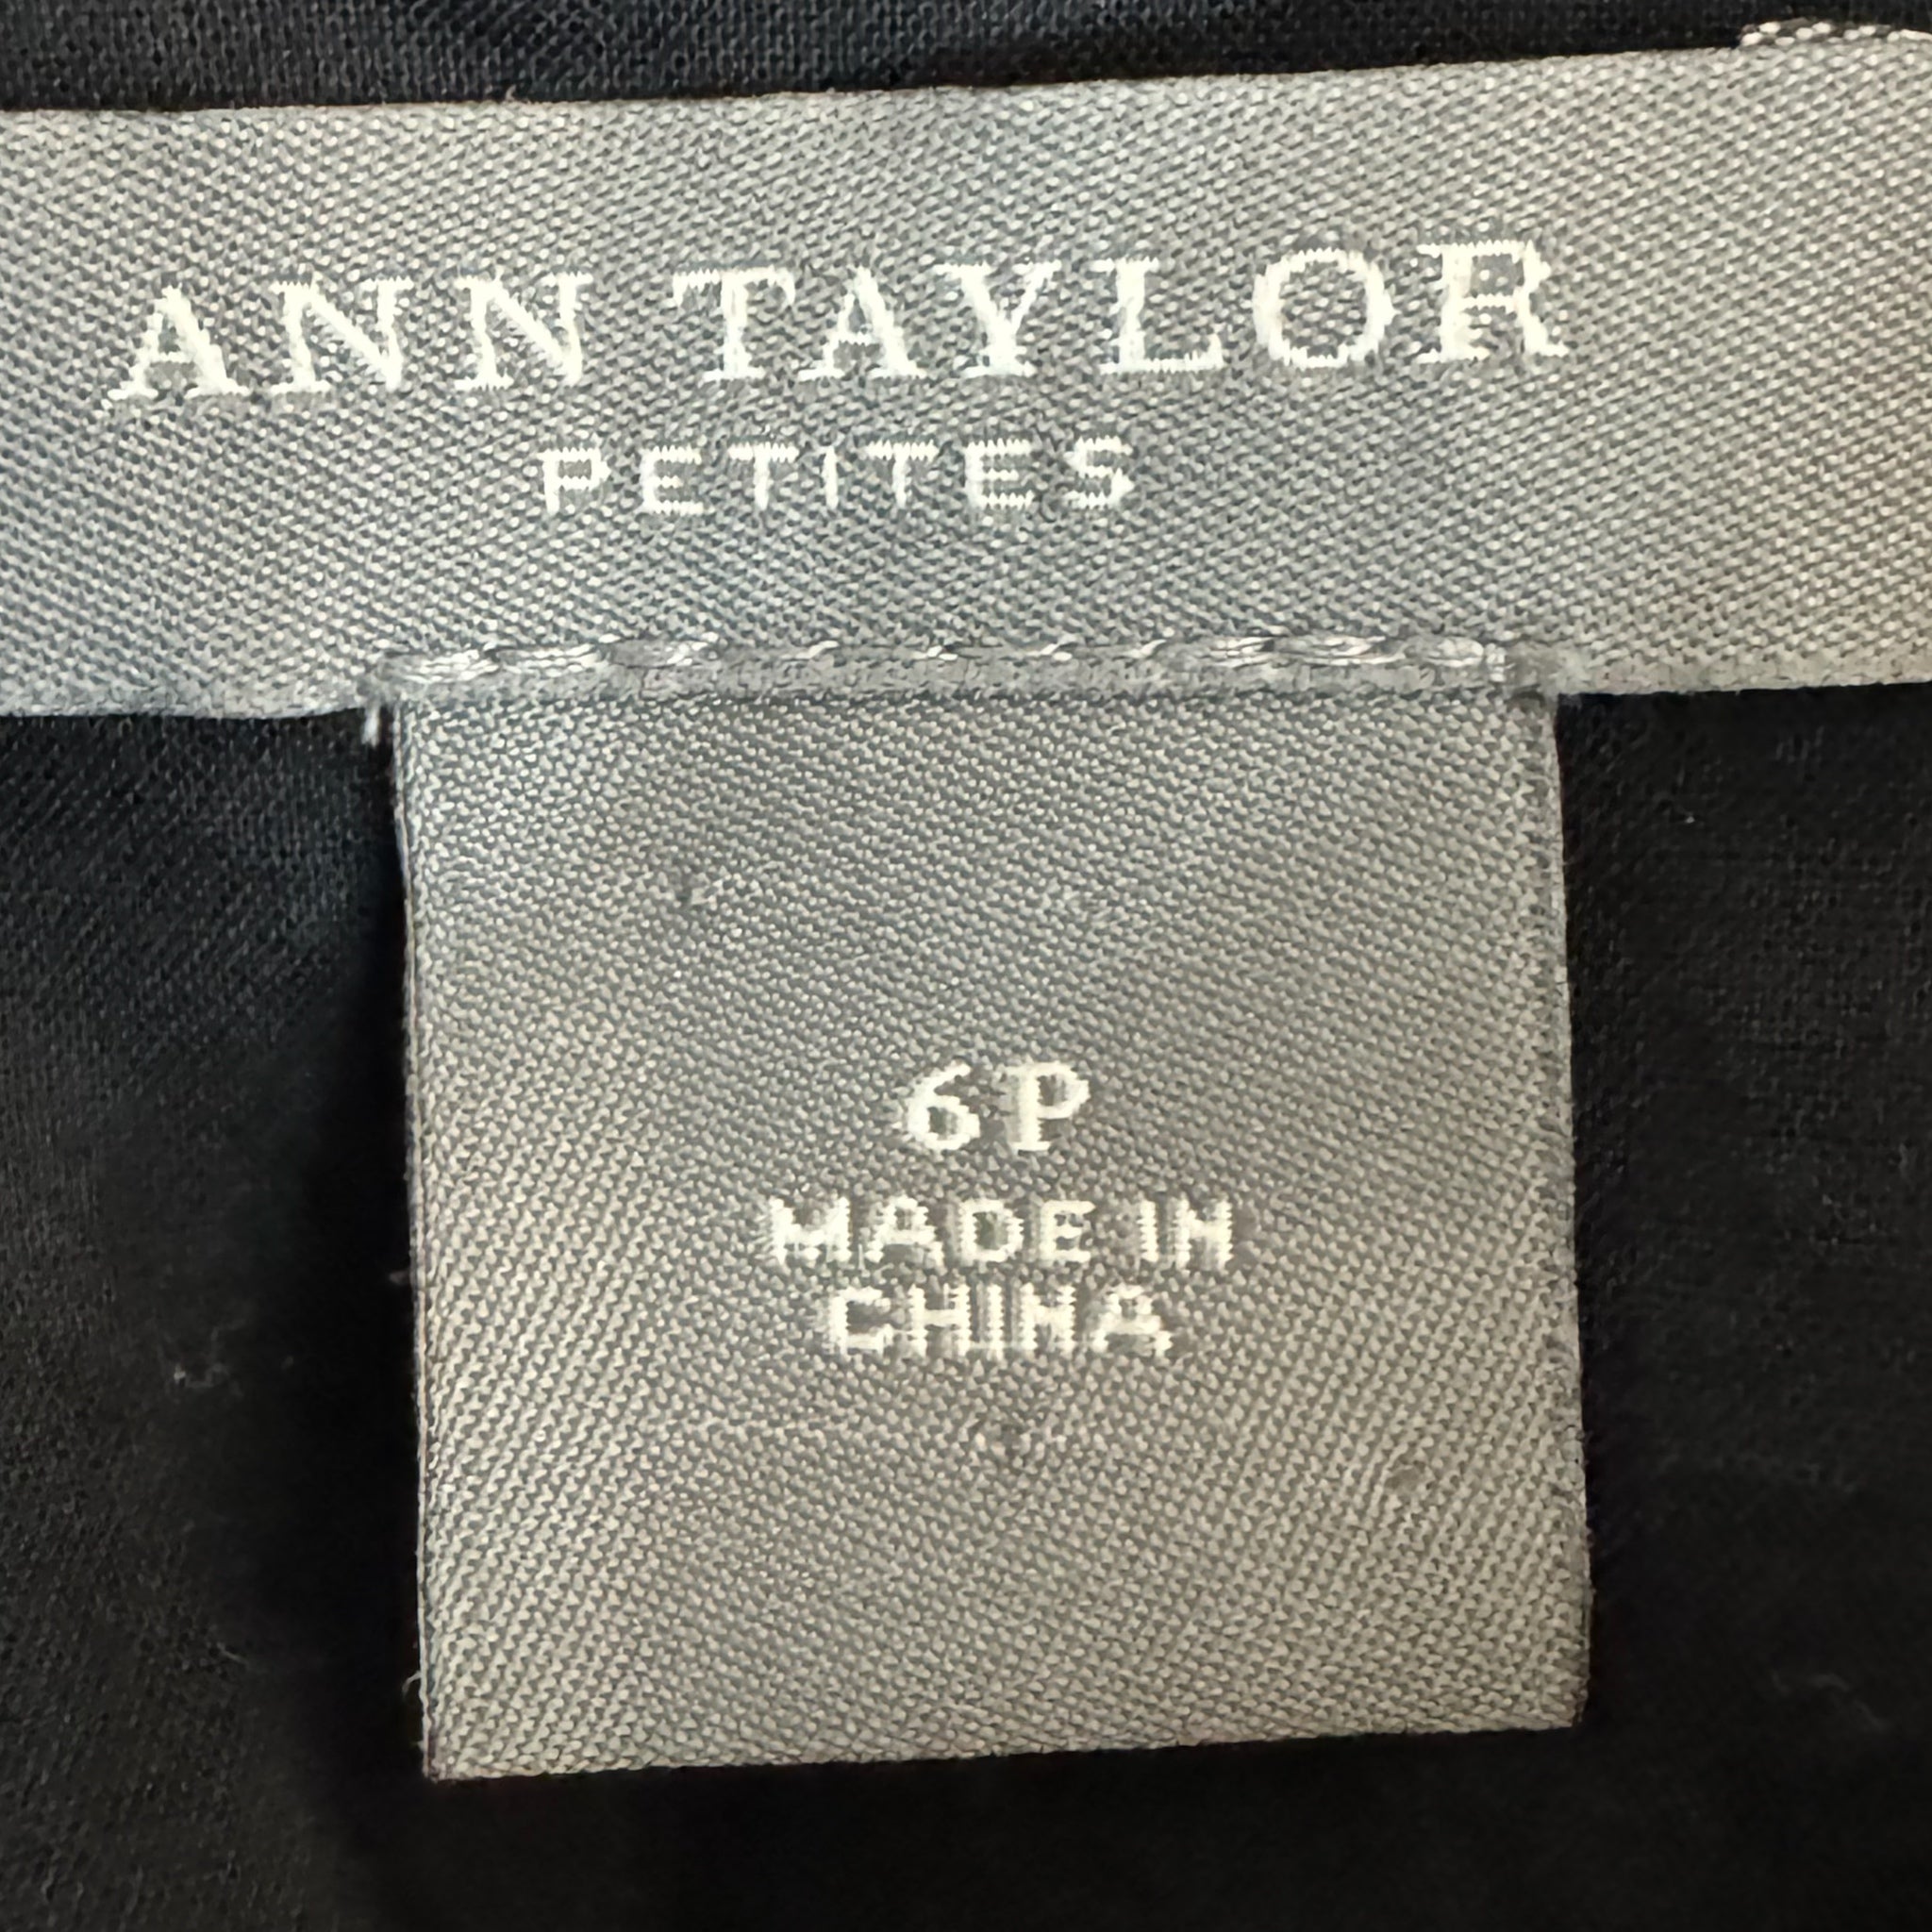 ANN TAYLOR
PETITES
6P
MADE IN
CHINA